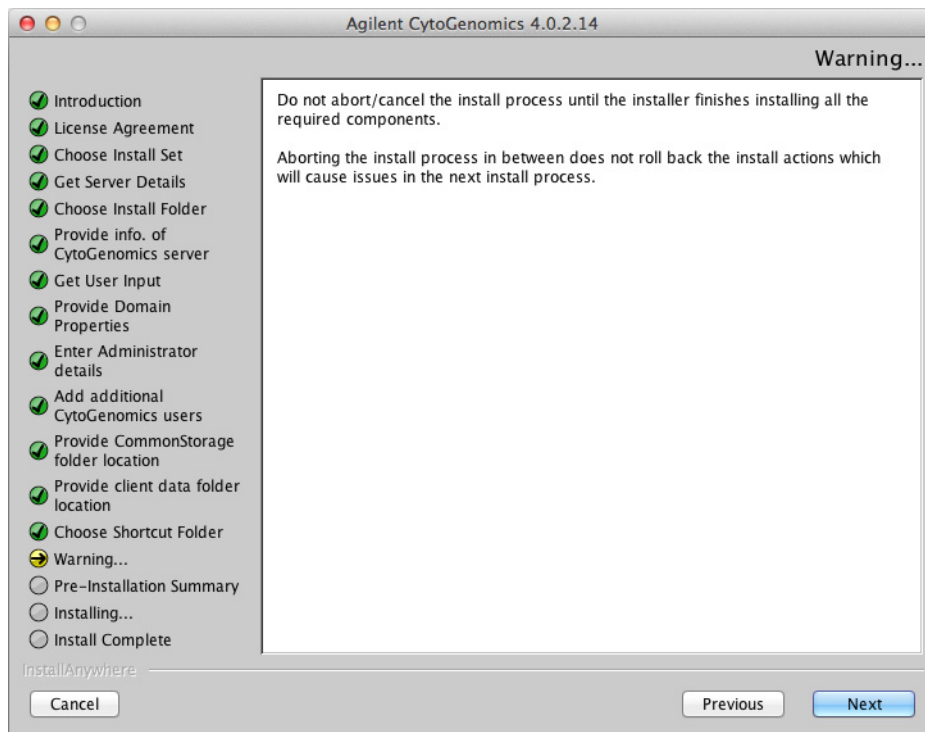 Agilent CytoGenomics 4.0.2.14
Warning...
Introduction
License Agreement
Choose Install Set
Get Server Details
Choose Install Folder
Provide info. of
CytoGenomics server
Get User Input
Provide Domain
Properties
Enter Administrator
details
Add additional
CytoGenomics users
Provide CommonStorage
folder location
Provide client data folder
location
Choose Shortcut Folder
Warning...
Pre-Installation Summary
Installing...
Install Complete
Do not abort/cancel the install process until the installer finishes installing all the
required components.
Aborting the install process in between does not roll back the install actions which
will cause issues in the next install process.
InstallAnywhere
Cancel
Previous
Next